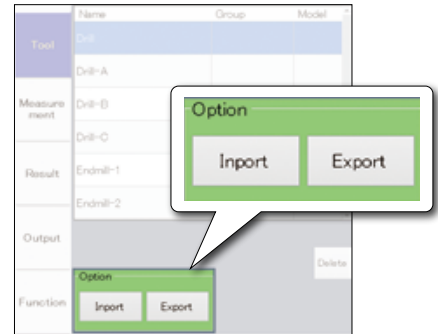 Name Group Model
Tool
Drill
Drill-A
Measure
ment
Drill-B
Drill-C
Result
Endmill-1
Endmill-2
Output
Delete
Function
Option
Inport Export
Option
Inport Export